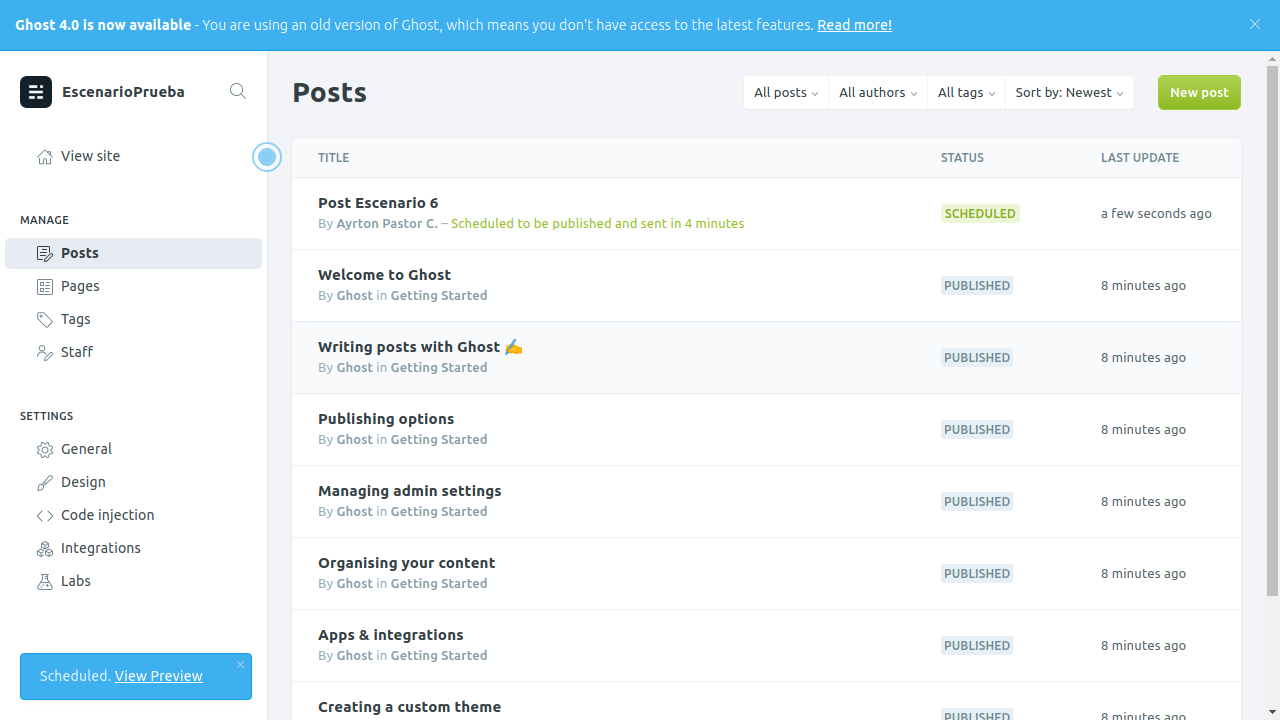 Ghost 4.0 is now available - You are using an old version of Ghost, which means you don't have access to the latest features. Read more!
EscenarioPrueba
View site
MANAGE
Posts
Pages
Tags
Staff
SETTINGS
General
Design
Code injection
Integrations
Labs
Scheduled. View Preview
Posts
All posts
All authors
All tags
Sort by: Newest
New post
TITLE STATUS LAST UPDATE
Post Escenario 6
By Ayrton Pastor C. – Scheduled to be published and sent in 4 minutes
SCHEDULED
a few seconds ago
Welcome to Ghost
By Ghost in Getting Started
PUBLISHED
8 minutes ago
Writing posts with Ghost ✍️
By Ghost in Getting Started
PUBLISHED
8 minutes ago
Publishing options
By Ghost in Getting Started
PUBLISHED
8 minutes ago
Managing admin settings
By Ghost in Getting Started
PUBLISHED
8 minutes ago
Organising your content
By Ghost in Getting Started
PUBLISHED
8 minutes ago
Apps & integrations
By Ghost in Getting Started
PUBLISHED
8 minutes ago
Creating a custom theme
PUBLISHED
8 minutes ago